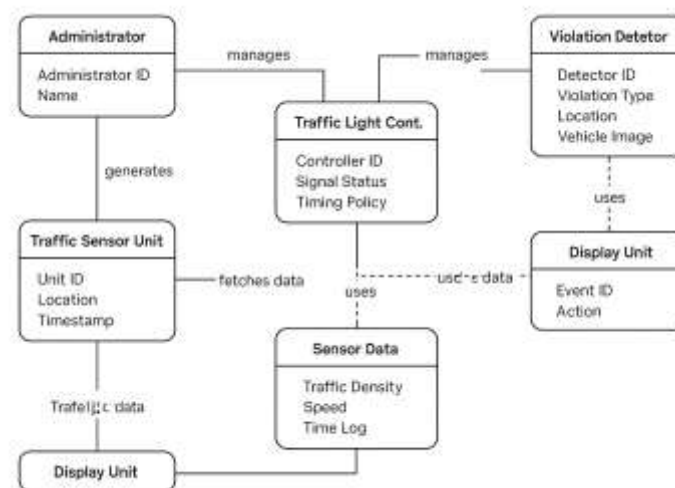 Administrator
Administrator ID
Name
manages
manages
Violation Detetor
Detector ID
Violation Type
Location
Vehicle Image
Traffic Light Cont.
Controller ID
Signal Status
Timing Policy
generates
uses
Traffic Sensor Unit
Unit ID
Location
Timestamp
fetches data
uses
data
Display Unit
Event ID
Action
Sensor Data
Traffic Density
Speed
Time Log
data
Display Unit